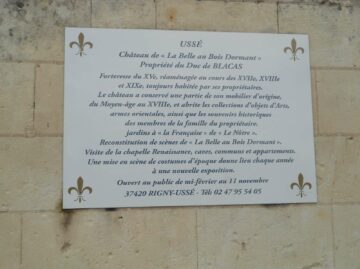 USSÉ
Château de « La Belle au Bois Dormant »
Propriété du Duc de BLACAS
Forteresse du XVe, réaménagée au cours des XVIIe, XVIIIe
et XIXe, toujours habitée par ses propriétaires.
Le château a conservé une partie de son mobilier d'origine,
du Moyen-âge au XVIIIe, et abrite les collections d'objets d'Arts,
armes orientales, ainsi que les souvenirs historiques
des membres de la famille du propriétaire.
jardins à « la Française » de « Le Nôtre ».
Reconstitution de scènes de « La Belle au Bois Dormant ».
Visite de la chapelle Renaissance, caves, communs et appartements.
Une mise en scène de costumes d'époque donne lieu chaque année
à une nouvelle exposition.
Ouvert au public de mi-février au 11 novembre
37420 RIGNY-USSÉ - Tél: 02 47 95 54 05